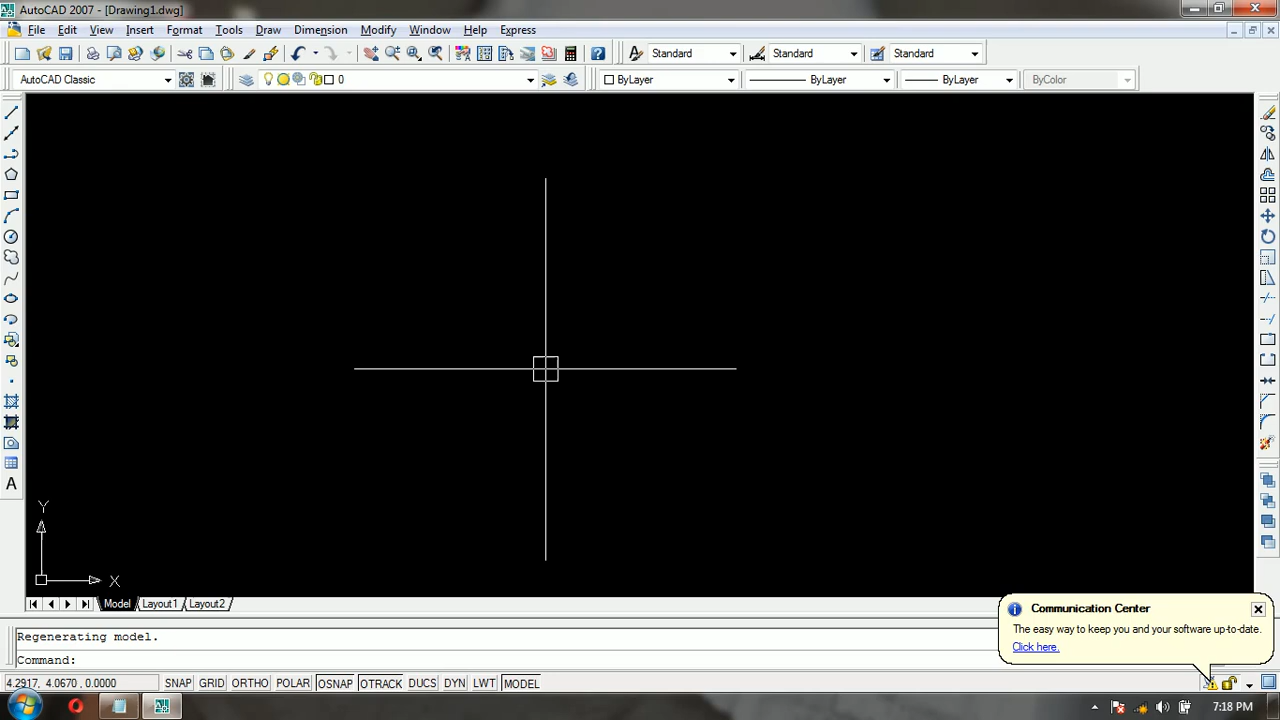 AutoCAD 2007 - [Drawing1.dwg]
File Edit View Insert Format Tools Draw Dimension Modify Window Help Express
Standard Standard Standard
AutoCAD Classic 0 ByLayer ByLayer ByLayer ByColor
A
Y
X
Model Layout1 Layout2
Regenerating model.
Command:
Communication Center
The easy way to keep you and your software up-to-date.
Click here.
4.2917, 4.0670, 0.0000 SNAP GRID ORTHO POLAR OSNAP OTRACK DUCS DYN LWT MODEL
7:18 PM